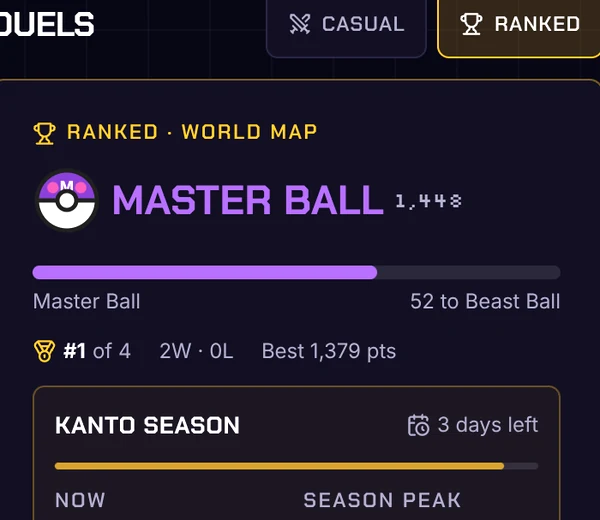 DUELS
CASUAL
RANKED
RANKED · WORLD MAP
M
MASTER BALL 1,448
Master Ball
52 to Beast Ball
#1 of 4 2W · 0L Best 1,379 pts
KANTO SEASON
3 days left
NOW
SEASON PEAK